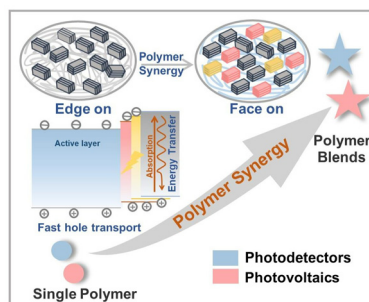 Polymer
Synergy
Edge on
Face on
Active layer
Absorption
Energy Transfer
Fast hole transport
Polymer
Blends
Polymer Synergy
Single Polymer
Photodetectors
Photovoltaics